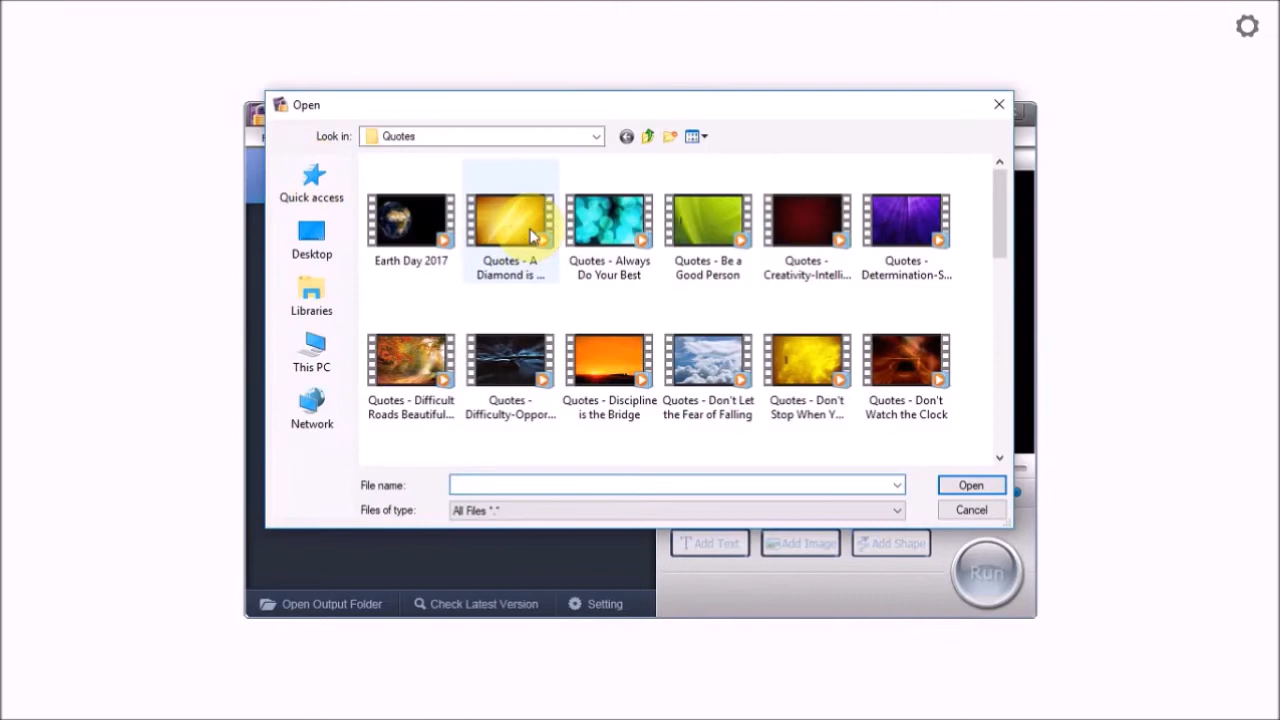 Open
Look in: Quotes
Quick access
Desktop
Libraries
This PC
Network
Earth Day 2017
Quotes - A
Diamond is ...
Quotes - Always
Do Your Best
Quotes - Be a
Good Person
Quotes -
Creativity-Intelli...
Quotes -
Determination-S...
Quotes - Difficult
Roads Beautiful...
Quotes -
Difficulty-Oppor...
Quotes - Discipline
is the Bridge
Quotes - Don't Let
the Fear of Falling
Quotes - Don't
Stop When Y...
Quotes - Don't
Watch the Clock
File name:
Open
Files of type: All Files *.*
Cancel
Add Text
Add Image
Add Shape
Run
Open Output Folder
Check Latest Version
Setting